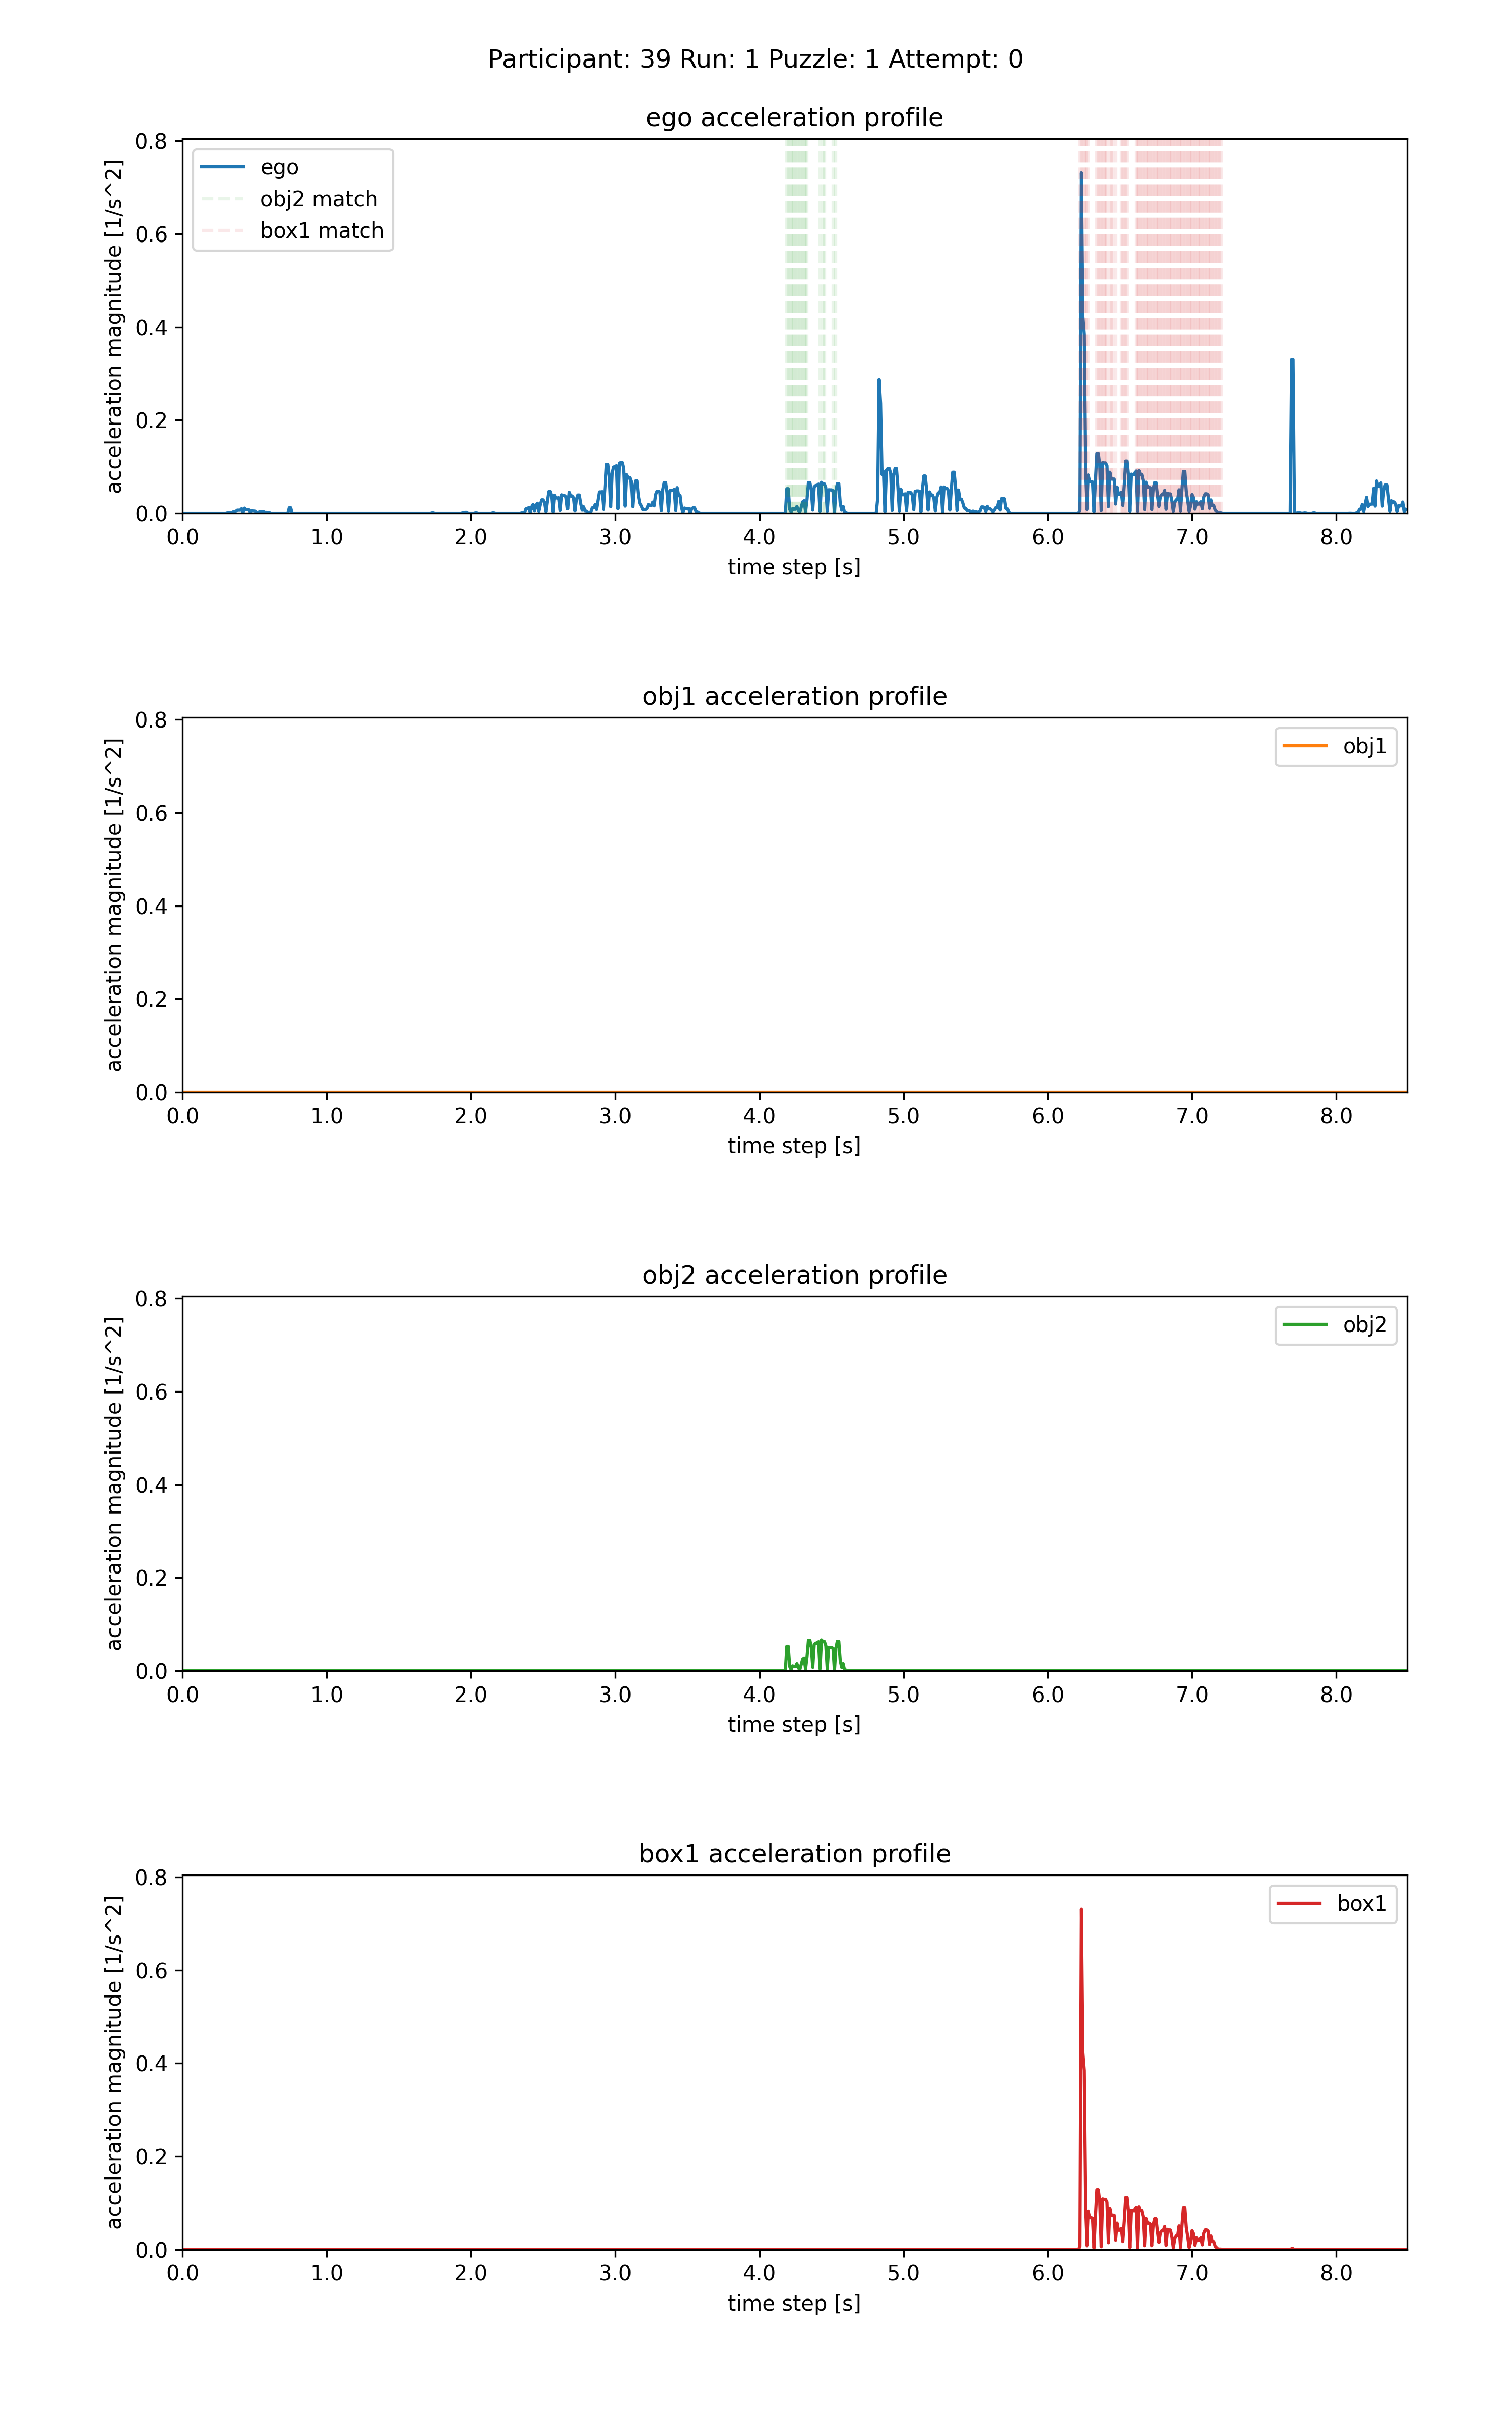 Participant: 39 Run: 1 Puzzle: 1 Attempt: 0
ego acceleration profile
acceleration magnitude [1/s^2]
0.8
0.6
0.4
0.2
0.0
ego
obj2 match
box1 match
0.0 1.0 2.0 3.0 4.0 5.0 6.0 7.0 8.0
time step [s]
obj1 acceleration profile
acceleration magnitude [1/s^2]
0.8
0.6
0.4
0.2
0.0
obj1
0.0 1.0 2.0 3.0 4.0 5.0 6.0 7.0 8.0
time step [s]
obj2 acceleration profile
acceleration magnitude [1/s^2]
0.8
0.6
0.4
0.2
0.0
obj2
0.0 1.0 2.0 3.0 4.0 5.0 6.0 7.0 8.0
time step [s]
box1 acceleration profile
acceleration magnitude [1/s^2]
0.8
0.6
0.4
0.2
0.0
box1
0.0 1.0 2.0 3.0 4.0 5.0 6.0 7.0 8.0
time step [s]